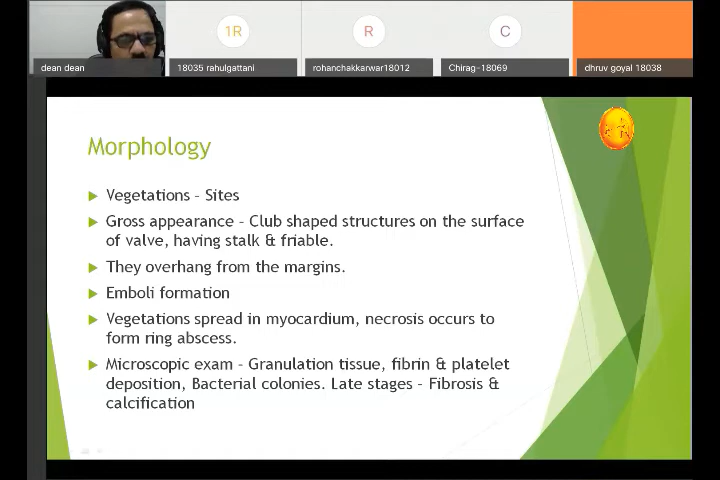 1R
R
C
dean dean
18035 rahulgattani
rohanchakkarwar18012
Chirag-18069
dhruv goyal 18038
Morphology
Vegetations – Sites
Gross appearance – Club shaped structures on the surface
of valve, having stalk & friable.
They overhang from the margins.
Emboli formation
Vegetations spread in myocardium, necrosis occurs to
form ring abscess.
Microscopic exam – Granulation tissue, fibrin & platelet
deposition, Bacterial colonies. Late stages – Fibrosis &
calcification